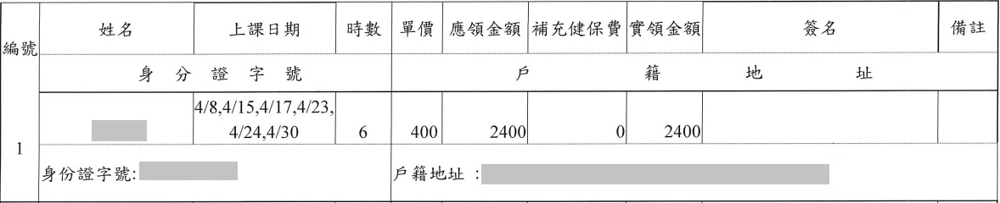 編號 姓名 上課日期 時數 單價 應領金額 補充健保費 實領金額 簽名 備註
身分證字號 戶籍地址
1 4/8,4/15,4/17,4/23,
4/24,4/30 6 400 2400 0 2400
身份證字號: 戶籍地址 :